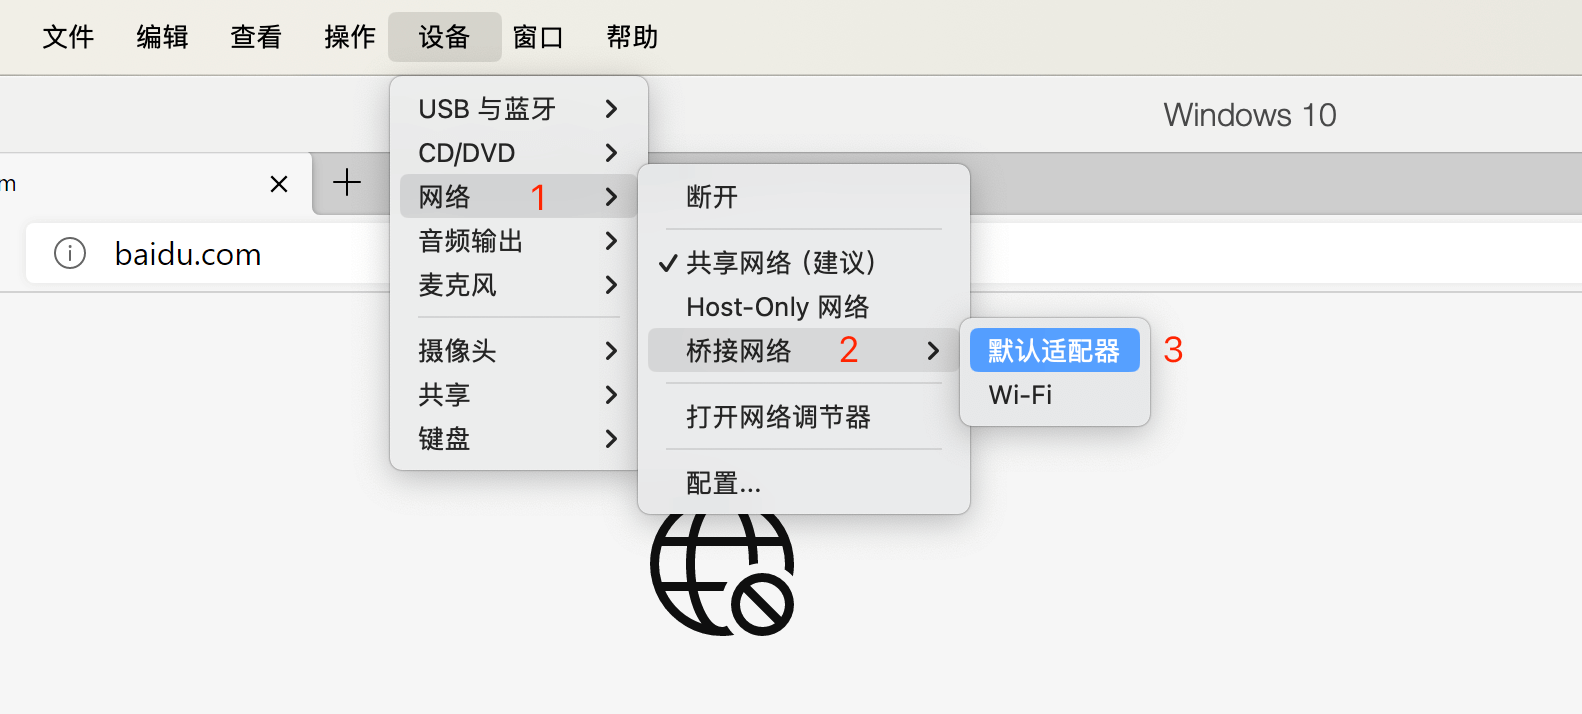 文件 编辑 查看 操作 设备 窗口 帮助
Windows 10
m
baidu.com
USB 与蓝牙
CD/DVD
网络 1
音频输出
麦克风
摄像头
共享
键盘
断开
共享网络（建议）
Host-Only 网络
桥接网络 2
打开网络调节器
配置...
默认适配器 3
Wi-Fi